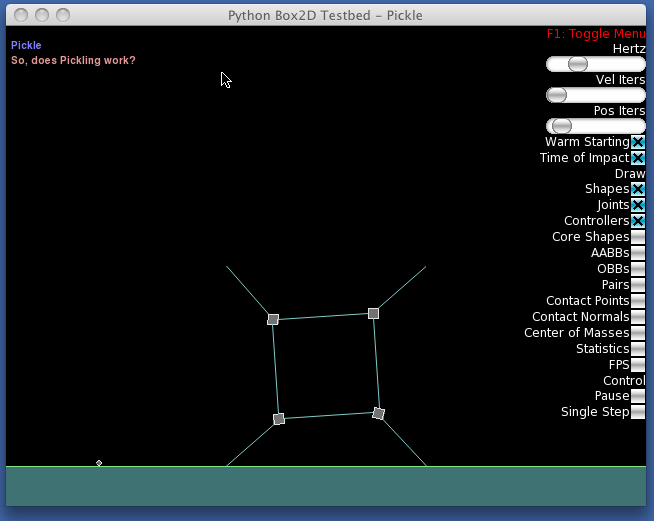 Python Box2D Testbed - Pickle
F1: Toggle Menu
Pickle
Hertz
So, does Pickling work?
Vel Iters
Pos Iters
Warm Starting
Time of Impact
Draw
Shapes
Joints
Controllers
Core Shapes
AABBs
OBBs
Pairs
Contact Points
Contact Normals
Center of Masses
Statistics
FPS
Control
Pause
Single Step